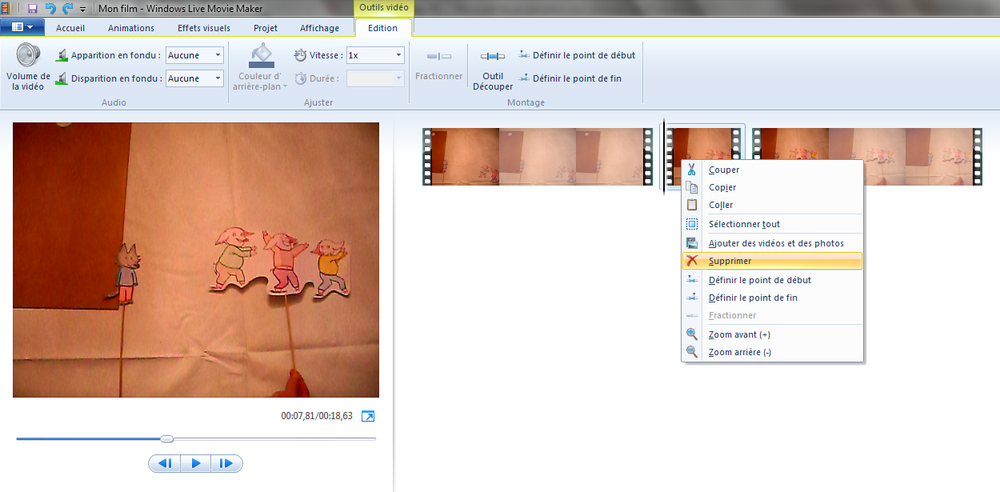 Mon film - Windows Live Movie Maker
Outils vidéo
Accueil Animations Effets visuels Projet Affichage Edition
Volume de la vidéo
Apparition en fondu : Aucune
Disparition en fondu : Aucune
Audio
Couleur d'
arrière-plan
Vitesse : 1x
Durée :
Ajuster
Fractionner
Outil
Découper
Définir le point de début
Définir le point de fin
Montage
00:07,81/00:18,63
Couper
Copier
Coller
Sélectionner tout
Ajouter des vidéos et des photos
Supprimer
Définir le point de début
Définir le point de fin
Fractionner
Zoom avant (+)
Zoom arrière (-)